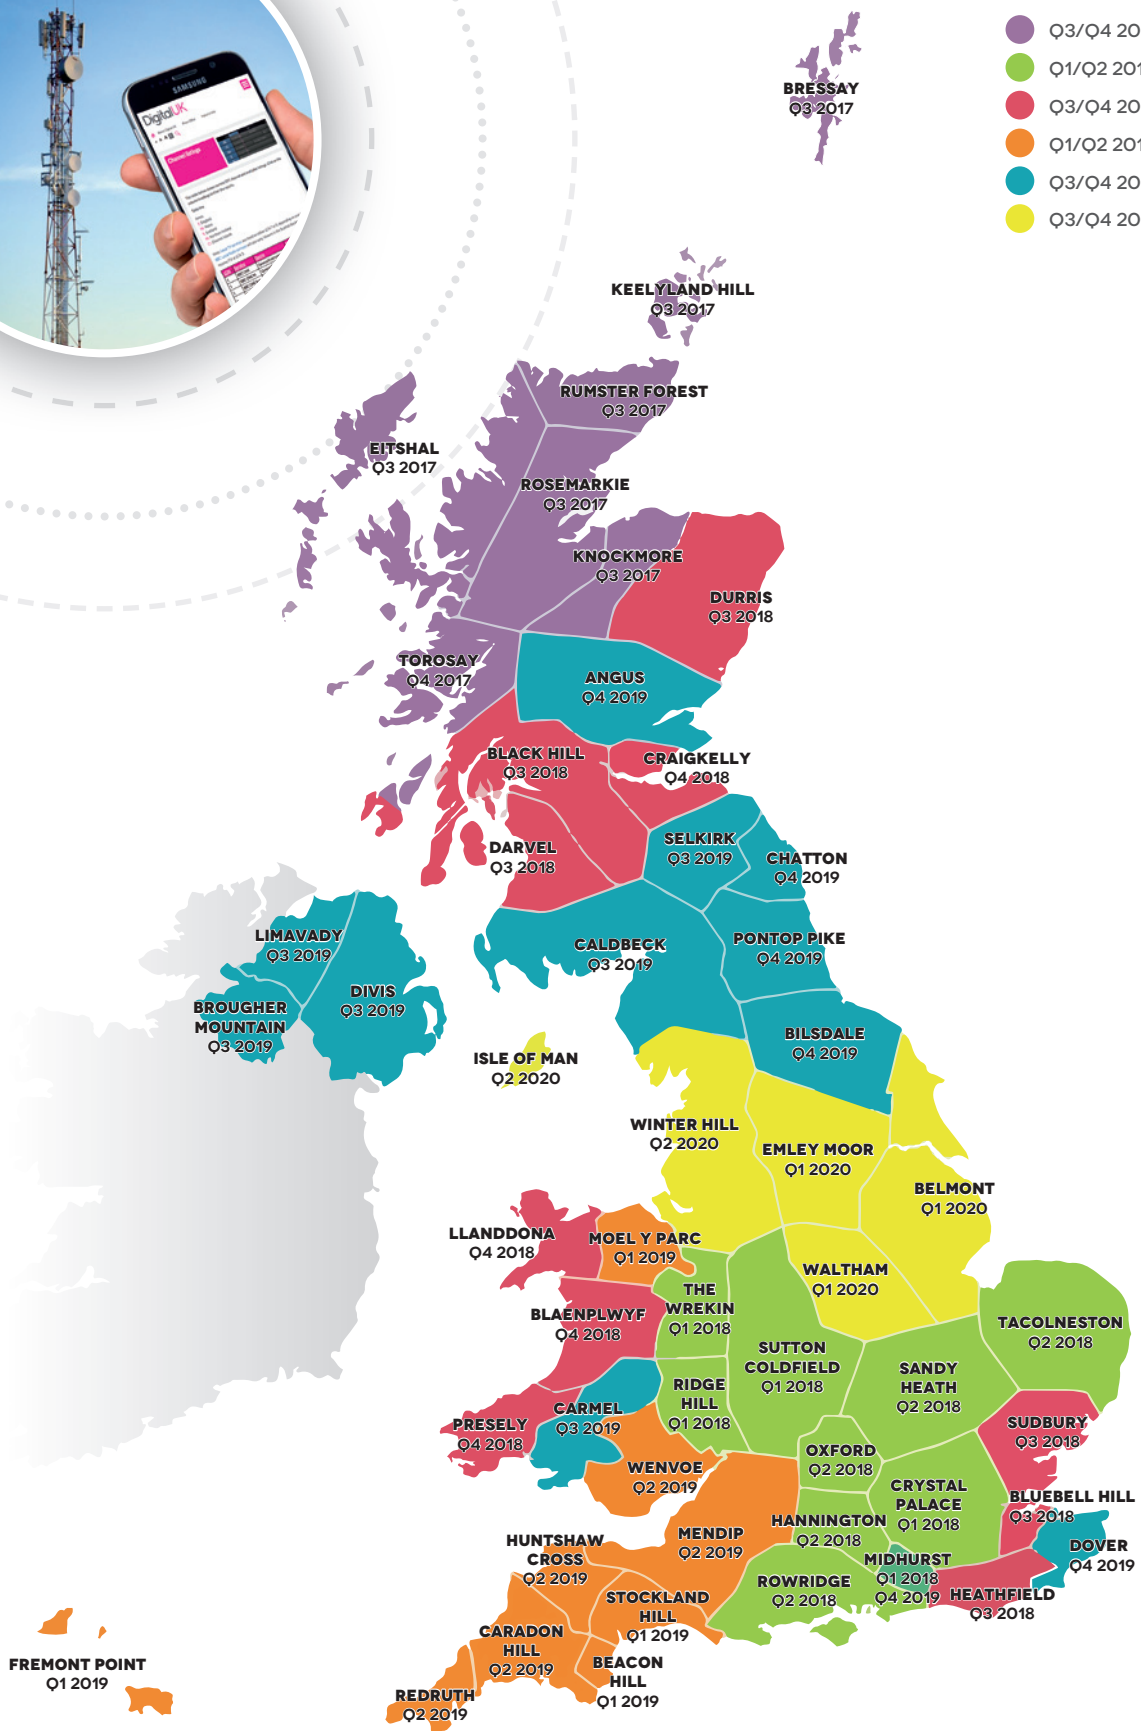 SAMSUNG
DigitalUK
Channel listings
Q3/Q4 20
Q1/Q2 201
Q3/Q4 20
Q1/Q2 201
Q3/Q4 20
Q3/Q4 20
BRESSAY
Q3 2017
KEELYLAND HILL
Q3 2017
RUMSTER FOREST
Q3 2017
EITSHAL
Q3 2017
ROSEMARKIE
Q3 2017
KNOCKMORE
Q3 2017
DURRIS
Q3 2018
TOROSAY
Q4 2017
ANGUS
Q4 2019
BLACK HILL
Q3 2018
CRAIGKELLY
Q4 2018
DARVEL
Q3 2018
SELKIRK
Q3 2019
CHATTON
Q4 2019
LIMAVADY
Q3 2019
CALDBECK
Q3 2019
PONTOP PIKE
Q4 2019
BROUGHER
MOUNTAIN
Q3 2019
DIVIS
Q3 2019
BILSDALE
Q4 2019
ISLE OF MAN
Q2 2020
WINTER HILL
Q2 2020
EMLEY MOOR
Q1 2020
BELMONT
Q1 2020
LLANDDONA
Q4 2018
MOEL Y PARC
Q1 2019
WALTHAM
Q1 2020
THE
WREKIN
Q1 2018
BLAENPLWYF
Q4 2018
TACOLNESTON
Q2 2018
SUTTON
COLDFIELD
Q1 2018
SANDY
HEATH
Q2 2018
RIDGE
HILL
Q1 2018
CARMEL
Q3 2019
PRESELY
Q4 2018
SUDBURY
Q3 2018
OXFORD
Q2 2018
WENVOE
Q2 2019
CRYSTAL
PALACE
Q1 2018
BLUEBELL HILL
Q3 2018
HANNINGTON
Q2 2018
MENDIP
Q2 2019
HUNTSHAW
CROSS
Q2 2019
DOVER
Q4 2019
MIDHURST
Q1 2018
Q4 2019
ROWRIDGE
Q2 2018
HEATHFIELD
Q3 2018
STOCKLAND
HILL
Q1 2019
CARADON
HILL
Q2 2019
BEACON
HILL
Q1 2019
FREMONT POINT
Q1 2019
REDRUTH
Q2 2019